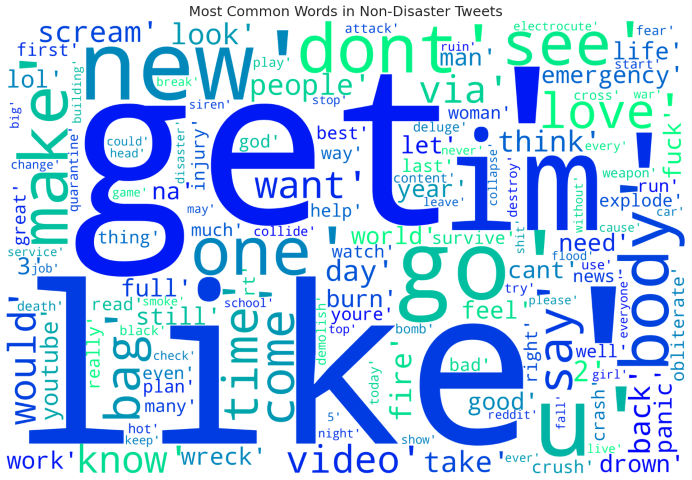 Most Common Words in Non-Disaster Tweets
scream'
look'
dont'
see'
life'
electrocute'
fear'
first'
lol'
new'
play'
people'
attack'
man'
via'
ruin'
start'
emergency'
big'
building'
make'
break'
siren'
stop'
woman'
love'
cross'
war'
fuck'
get'
im'
could'
head'
god'
best'
let'
deluge'
think'
every'
change'
quarantine'
disaster'
injury'
way'
last'
never'
collapse'
great'
game'
na'
want'
year'
content'
destroy'
weapon'
run'
may'
help'
leave'
without'
explode'
thing'
much'
collide'
world'
survive'
shit'
cause'
car'
service'
3'
job'
one'
watch'
go'
cant'
need'
flood'
body'
full'
rt'
day'
try'
use'
news'
death'
smoke'
school'
burn'
feel'
please'
everyone'
obliterate'
like'
would'
youtube'
read'
still'
youre'
say'
really'
black'
bag'
time'
come'
top'
demolish'
bomb'
bad'
right'
well'
check'
even'
plan'
today'
fire'
2'
girl'
many'
good'
reddit'
u'
crash'
back'
panic'
hot'
keep'
5'
night'
show'
fall'
live'
work'
know'
wreck'
video'
take'
ever'
crush'
drown'